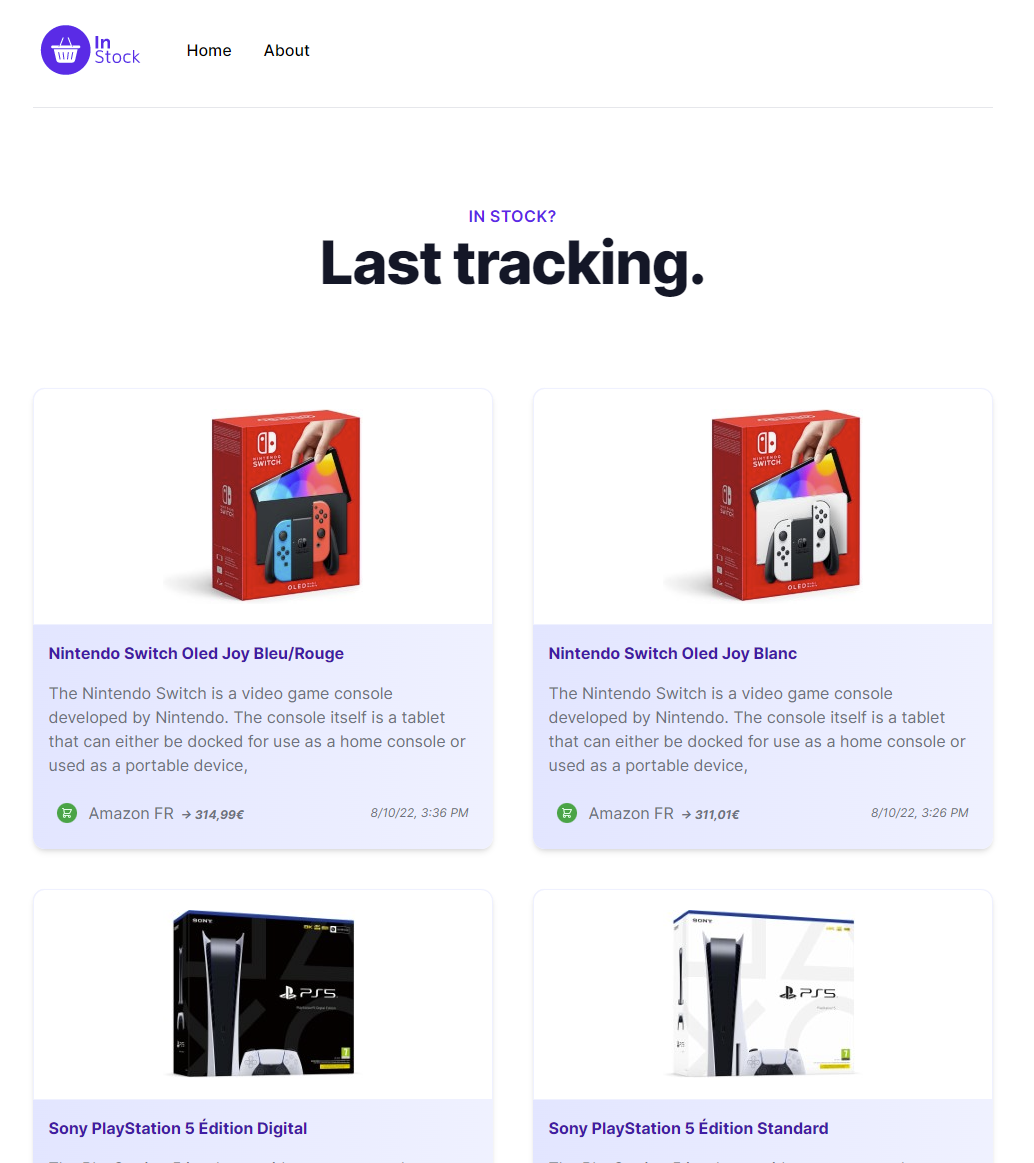 In
Stock
Home
About
IN STOCK?
Last tracking.
NINTENDO
SWITCH
OLED
NINTENDO
SWITCH
OLED
Nintendo Switch Oled Joy Bleu/Rouge
The Nintendo Switch is a video game console
developed by Nintendo. The console itself is a tablet
that can either be docked for use as a home console or
used as a portable device,
Amazon FR → 314,99€
8/10/22, 3:36 PM
Nintendo Switch Oled Joy Blanc
The Nintendo Switch is a video game console
developed by Nintendo. The console itself is a tablet
that can either be docked for use as a home console or
used as a portable device,
Amazon FR → 311,01€
8/10/22, 3:26 PM
SONY
PS5
7
SONY
PS5
7
Sony PlayStation 5 Édition Digital
Sony PlayStation 5 Édition Standard